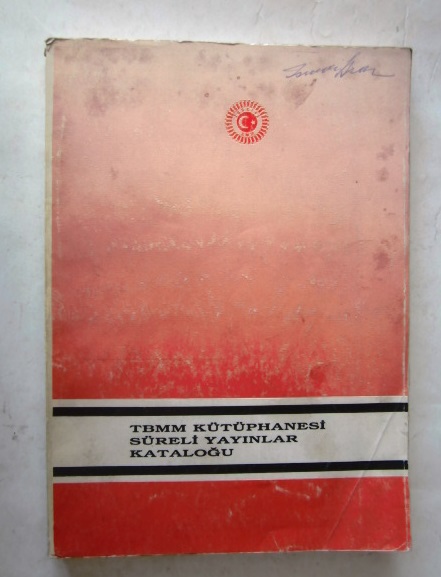 TBMM KÜTÜPHANESİ
SÜRELİ YAYINLAR
KATALOĞU